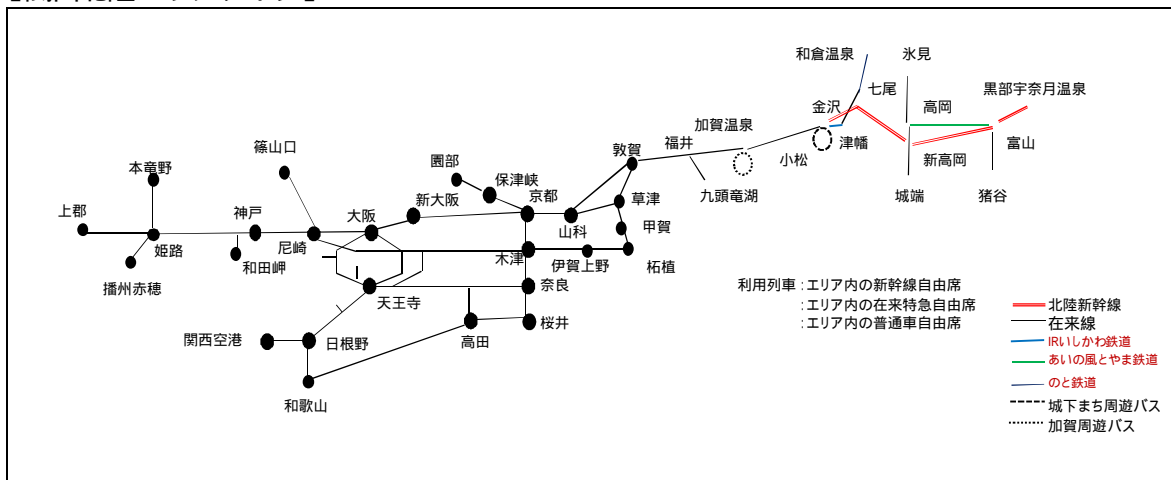 和倉温泉
氷見
七尾
黒部宇奈月温泉
金沢
高岡
加賀温泉
津幡
富山
福井
小松
新高岡
敦賀
九頭竜湖
城端
猪谷
篠山口
園部
本竜野
保津峡
京都
草津
新大阪
上郡
神戸
大阪
山科
甲賀
姫路
尼崎
和田岬
木津
伊賀上野
柘植
播州赤穂
奈良
天王寺
桜井
関西空港
日根野
高田
和歌山
利用列車:エリア内の新幹線自由席
:エリア内の在来特急自由席
:エリア内の普通車自由席
北陸新幹線
在来線
IRいしかわ鉄道
あいの風とやま鉄道
のと鉄道
城下まち周遊バス
加賀周遊バス